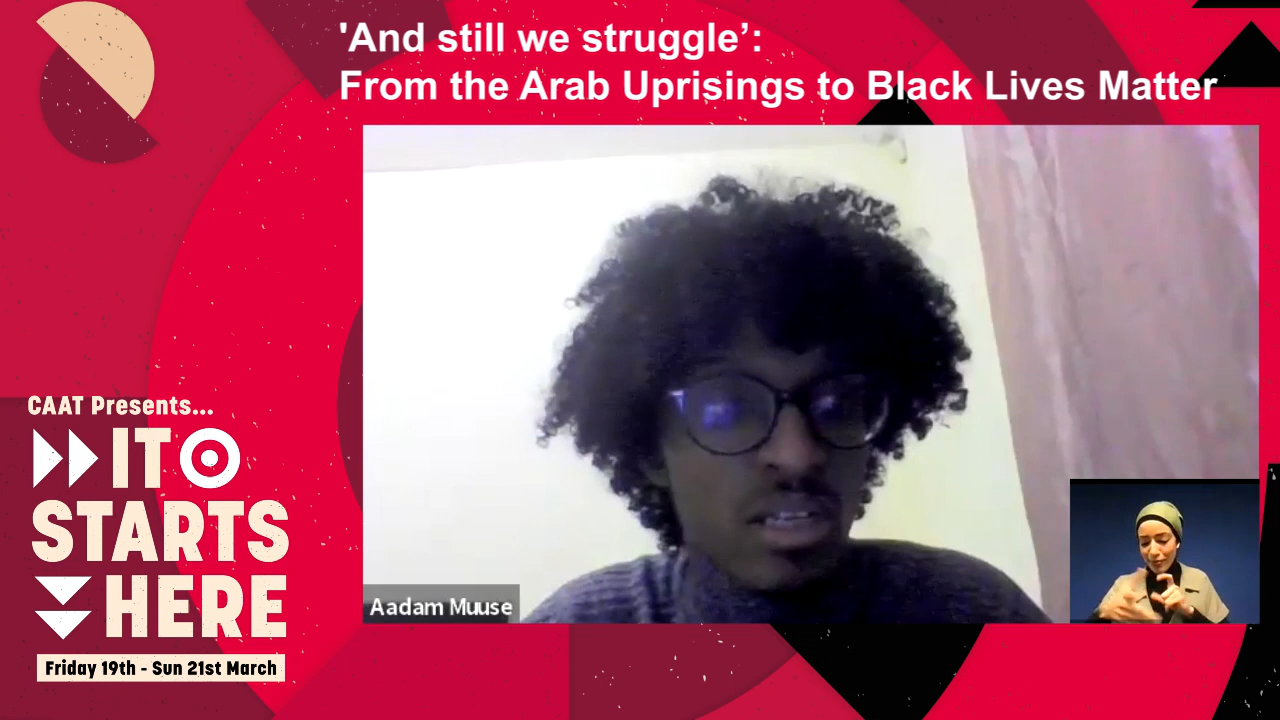 'And still we struggle’:
From the Arab Uprisings to Black Lives Matter
CAAT Presents...
IT
STARTS
HERE
Friday 19th - Sun 21st March
Aadam Muuse